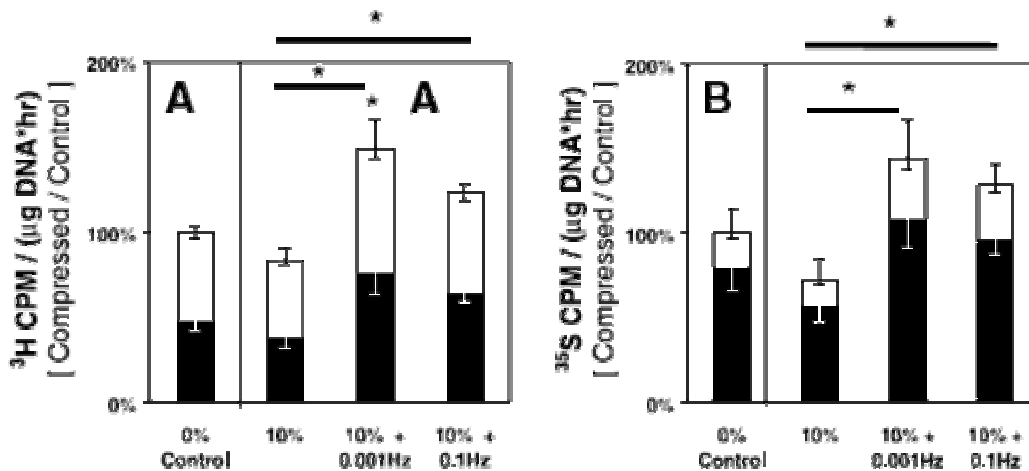 *
200%
A
*
*
A
³H CPM / (µg DNA*hr)
[ Compressed / Control ]
100%
0%
0% Control
10%
10% + 0.001Hz
10% + 0.1Hz
*
200%
B
*
³⁵S CPM / (µg DNA*hr)
[ Compressed / Control ]
100%
0%
0% Control
10%
10% + 0.001Hz
10% + 0.1Hz